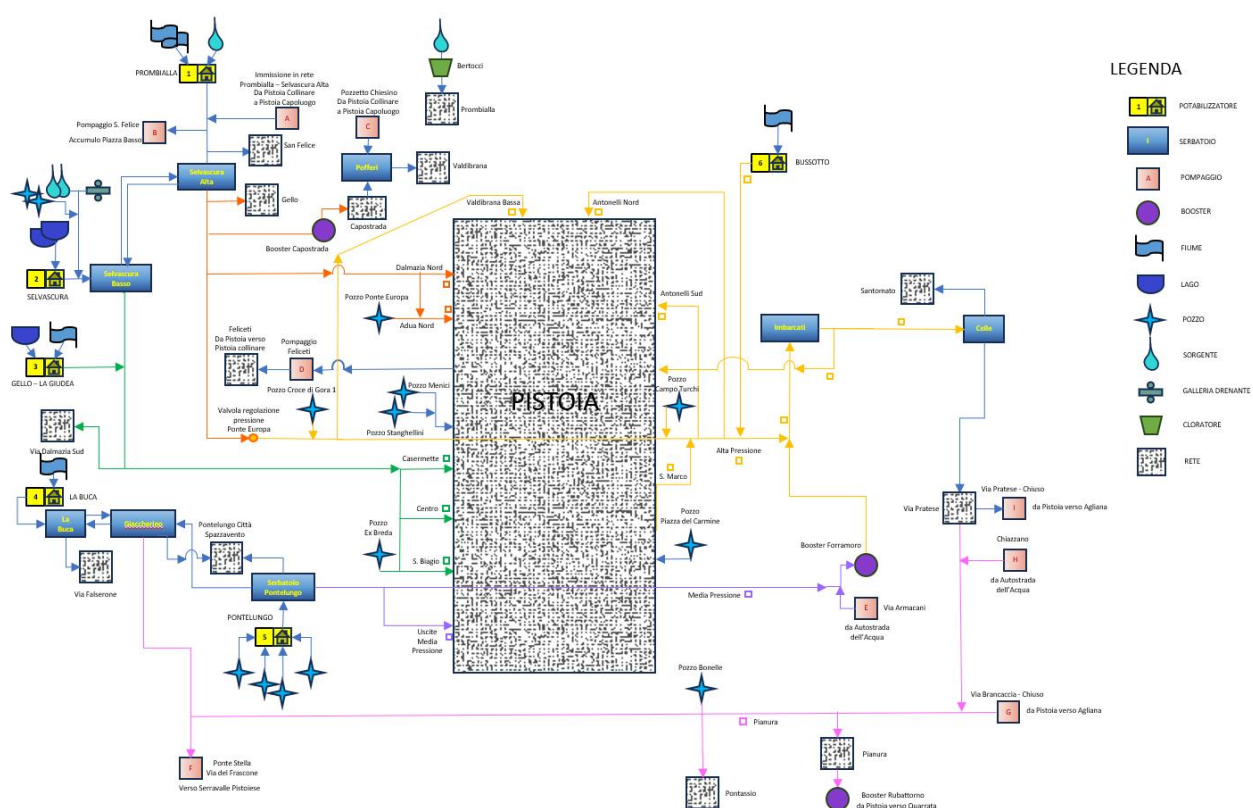 LEGENDA
1
POTABILIZZATORE
SERBATOIO
A
POMPAGGIO
BOOSTER
FIUME
LAGO
POZZO
SORGENTE
GALLERIA DRENANTE
CLORATORE
RETE
PROMBIALLA
1
Immissione in rete
Prombialla – Selvascura Alta
Da Pistoia Collinare
a Pistoia Capoluogo
A
Pompaggio S. Felice
Accumulo Piazza Basso
B
San Felice
Pozzetto Chiesino
Da Pistoia Collinare
a Pistoia Capoluogo
C
Bertocci
Prombialla
Pofferi
Valdibrana
Capostrada
Booster Capostrada
Selvascura
Alta
Gello
Selvascura
Basso
2
SELVASCURA
3
GELLO – LA GIUDEA
6
BUSSOTTO
Valdibrana Bassa
Antonelli Nord
Dalmazia Nord
Pozzo Ponte Europa
Adua Nord
Antonelli Sud
Feliceti
Da Pistoia verso
Pistoia collinare
Pompaggio
Feliceti
D
Pozzo Croce di Gora 1
Pozzo Menici
Pozzo Stanghellini
Valvola regolazione
pressione
Ponte Europa
PISTOIA
Pozzo
Campo Turchi
Santomato
Imbarcati
Celle
Alta Pressione
S. Marco
Casermette
Centro
S. Biagio
Pozzo
Ex Breda
Via Dalmazia Sud
4
LA BUCA
La
Buca
Giaccherino
Via Falserone
Pontelungo Città
Spazzavento
Serbatoio
Pontelungo
PONTELUNGO
5
Uscite
Media
Pressione
Pozzo
Piazza del Carmine
Media Pressione
Booster Forramoro
E
Via Armacani
da Autostrada
dell'Acqua
Via Pratese
Via Pratese - Chiuso
I
da Pistoia verso Agliana
Chiazzano
H
da Autostrada
dell'Acqua
Via Brancaccia - Chiuso
G
da Pistoia verso Agliana
Pozzo Bonelle
Pianura
Pontassio
Pianura
Booster Rubattorno
da Pistoia verso Quarrata
F
Ponte Stella
Via del Frascone
Verso Serravalle Pistoiese